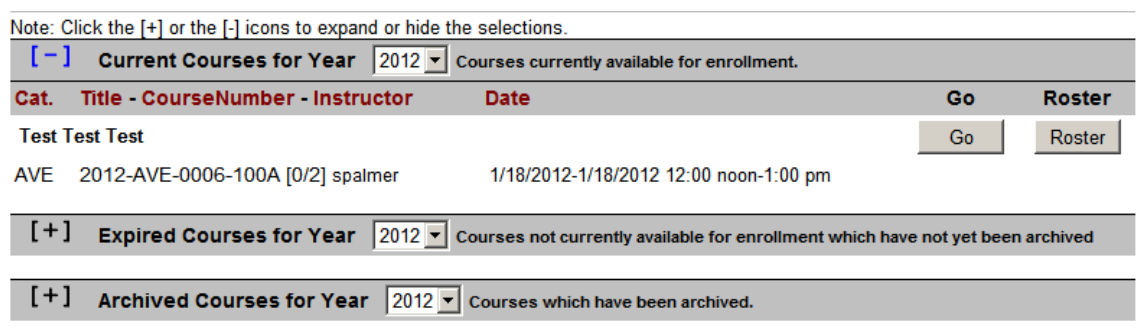 Note: Click the [+] or the [-] icons to expand or hide the selections.
[-] Current Courses for Year 2012 Courses currently available for enrollment.
Cat. Title - CourseNumber - Instructor Date Go Roster
Test Test Test Go Roster
AVE 2012-AVE-0006-100A [0/2] spalmer 1/18/2012-1/18/2012 12:00 noon-1:00 pm
[+] Expired Courses for Year 2012 Courses not currently available for enrollment which have not yet been archived
[+] Archived Courses for Year 2012 Courses which have been archived.